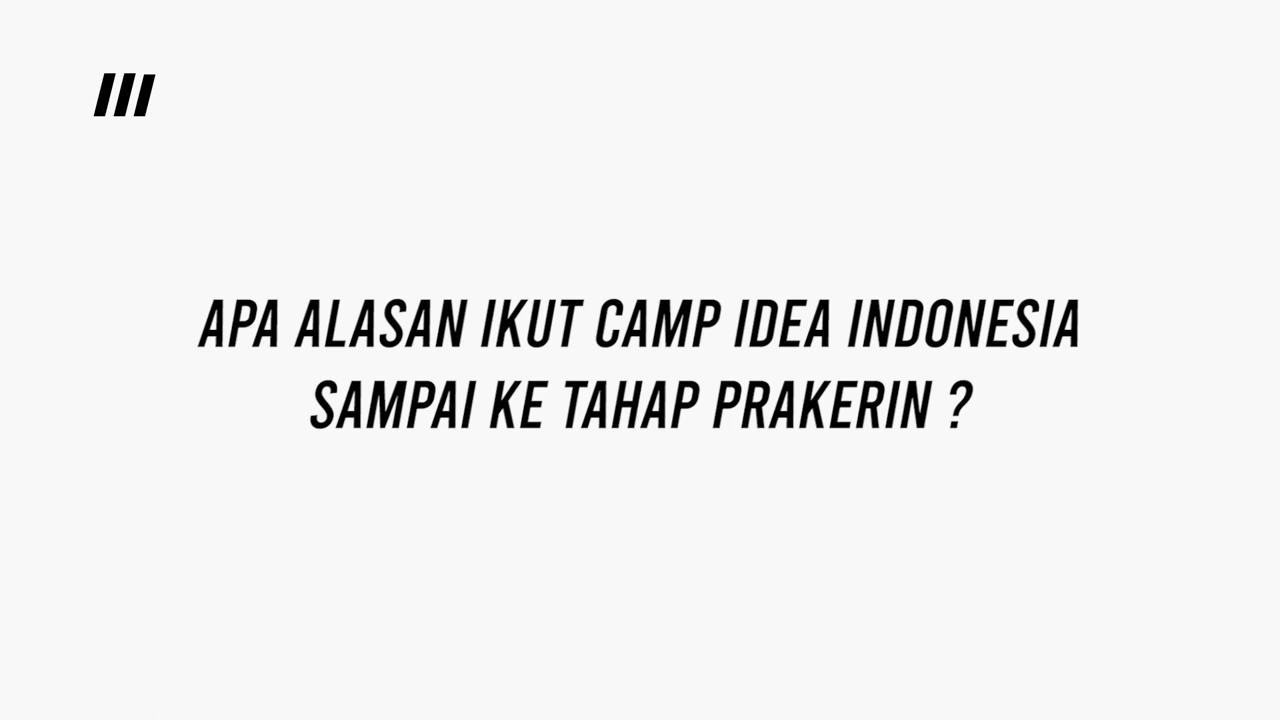 APA ALASAN IKUT CAMP IDEA INDONESIA
SAMPAI KE TAHAP PRAKERIN ?